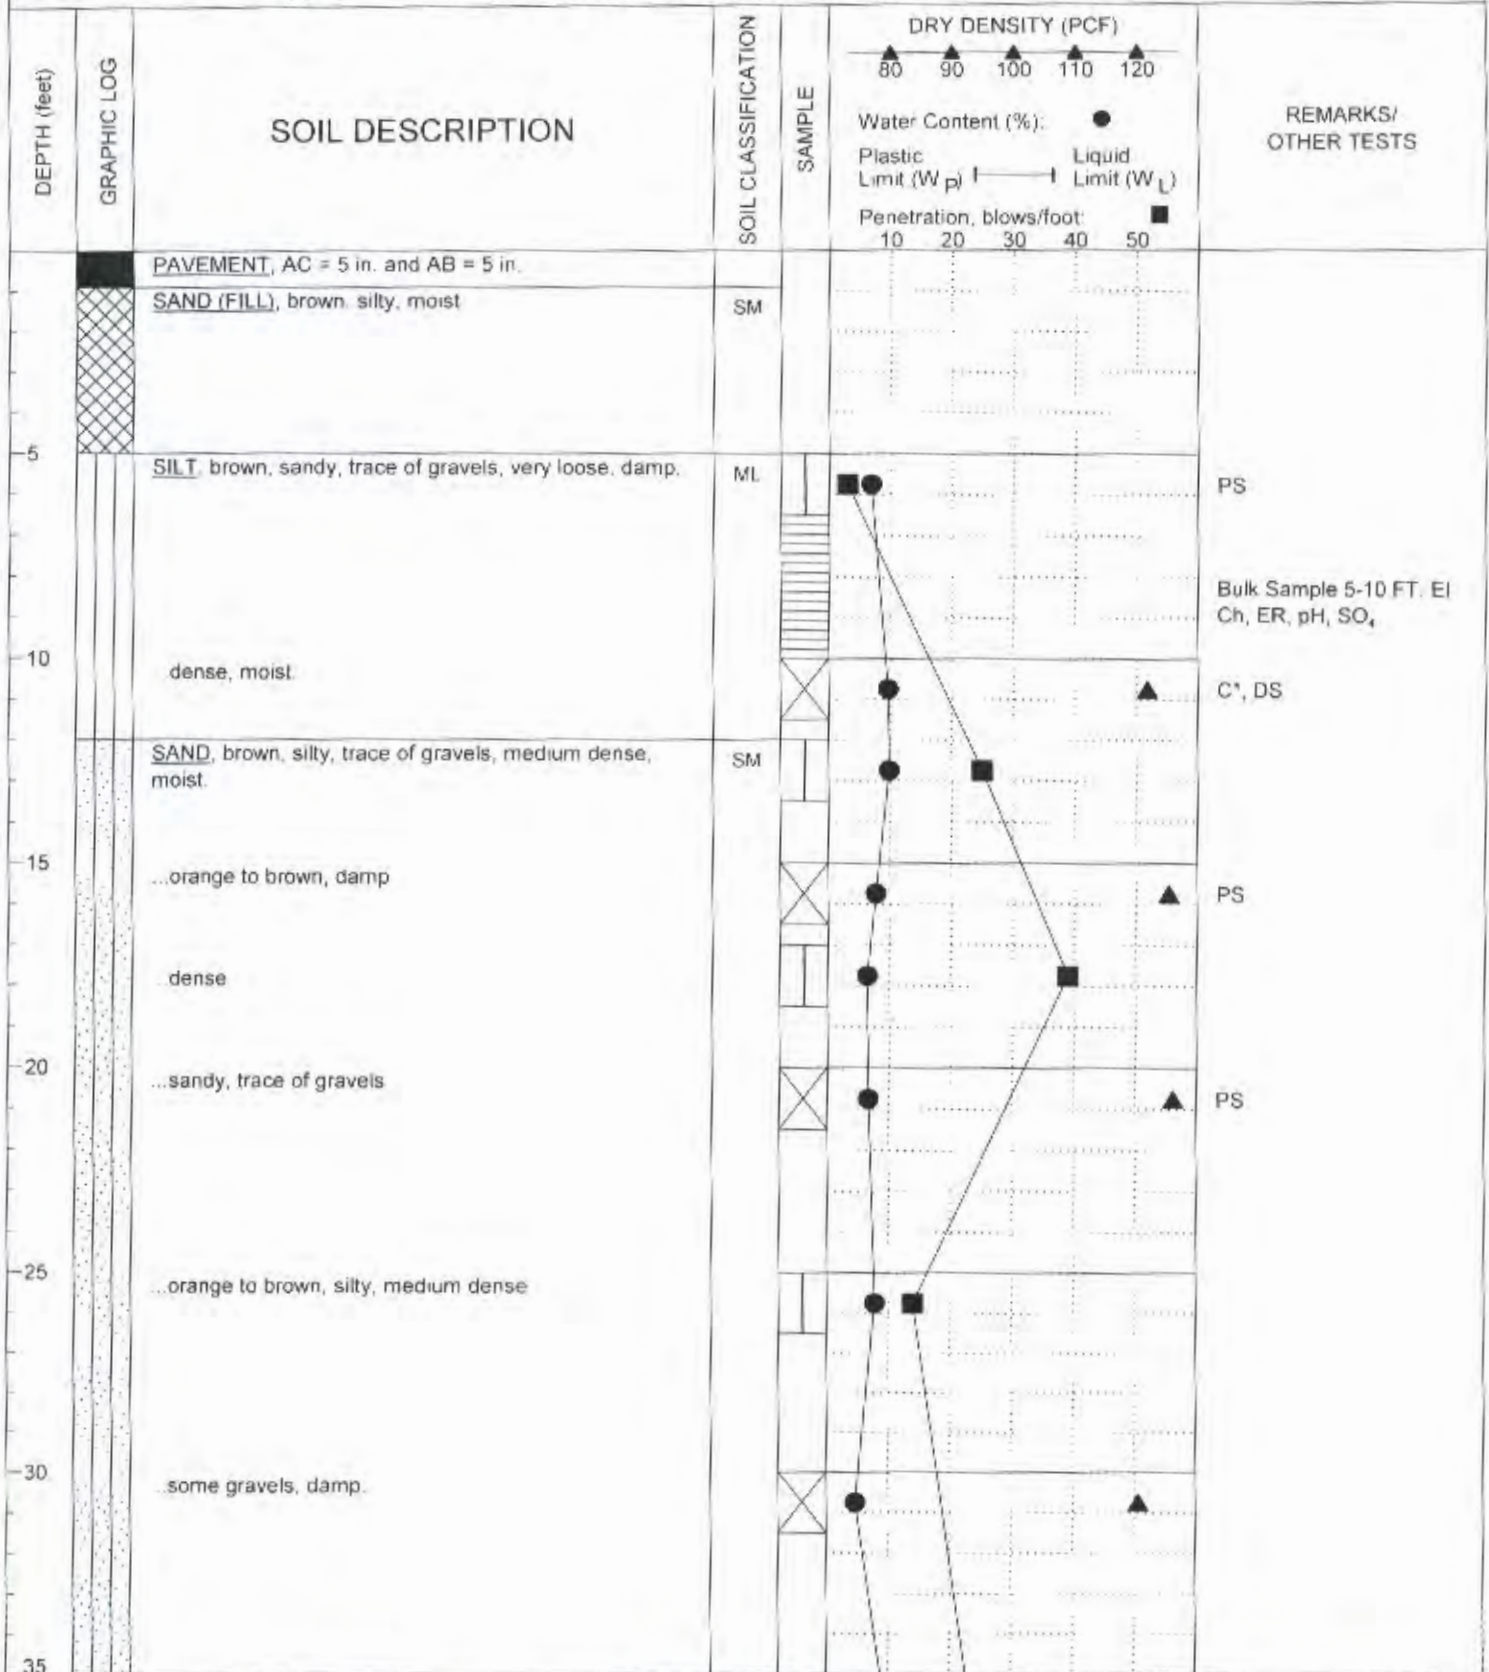 DEPTH (feet)
GRAPHIC LOG
SOIL DESCRIPTION
SOIL CLASSIFICATION
SAMPLE
DRY DENSITY (PCF)
80 90 100 110 120
Water Content (%):
Plastic Limit (W P)
Liquid Limit (W L)
Penetration, blows/foot:
10 20 30 40 50
REMARKS/
OTHER TESTS
PAVEMENT, AC = 5 in. and AB = 5 in.
SAND (FILL), brown. silty, moist
SM
5
SILT, brown, sandy, trace of gravels, very loose, damp.
ML
PS
Bulk Sample 5-10 FT. EI
Ch, ER, pH, SO4
10
dense, moist.
C*, DS
SAND, brown, silty, trace of gravels, medium dense,
moist.
SM
15
...orange to brown, damp
PS
dense
20
...sandy, trace of gravels
PS
25
...orange to brown, silty, medium dense
30
some gravels, damp.
35